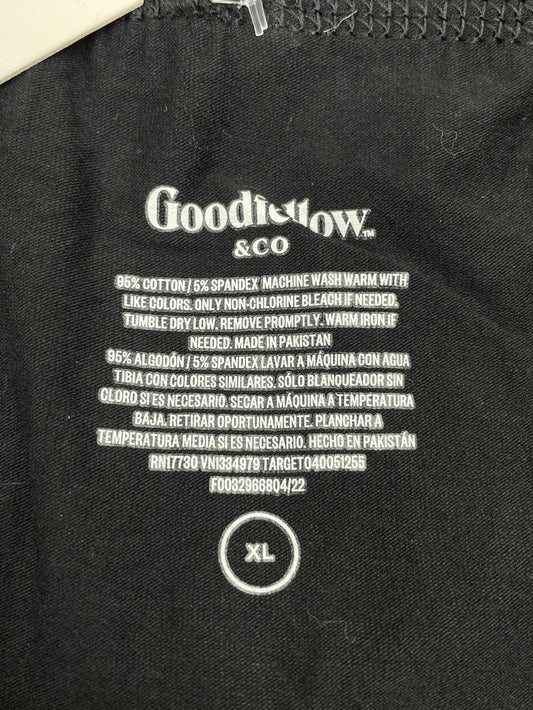 Goodfellow™
&CO
95% COTTON / 5% SPANDEX MACHINE WASH WARM WITH
LIKE COLORS. ONLY NON-CHLORINE BLEACH IF NEEDED.
TUMBLE DRY LOW. REMOVE PROMPTLY. WARM IRON IF
NEEDED. MADE IN PAKISTAN
95% ALGODÓN / 5% SPANDEX LAVAR A MÁQUINA CON AGUA
TIBIA CON COLORES SIMILARES. SÓLO BLANQUEADOR SIN
CLORO SI ES NECESARIO. SECAR A MÁQUINA A TEMPERATURA
BAJA. RETIRAR OPORTUNAMENTE. PLANCHAR A
TEMPERATURA MEDIA SI ES NECESARIO. HECHO EN PAKISTÁN
RN17730 VN1334979 TARGET040051255
F0032966804/22
XL